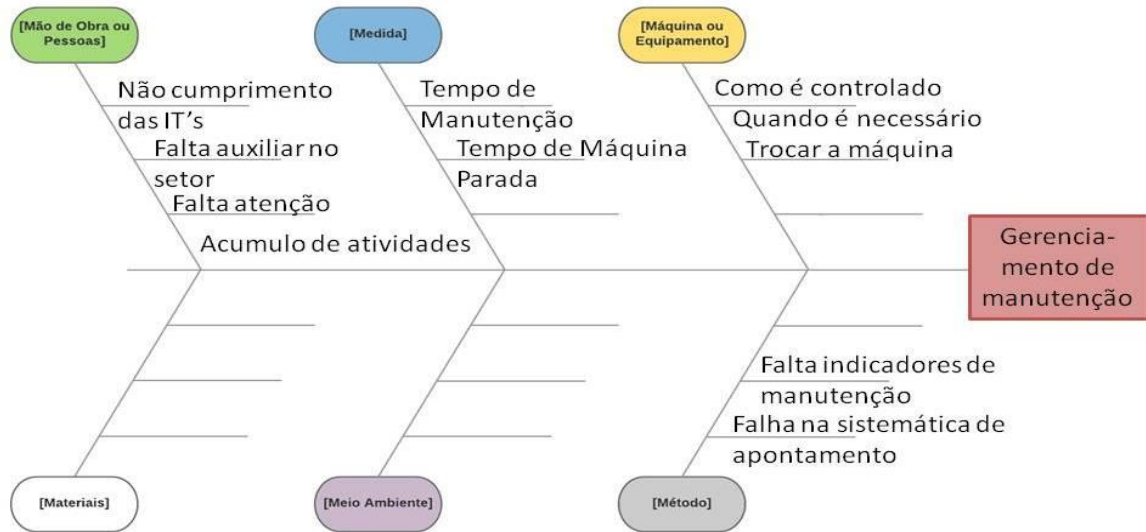 [Mão de Obra ou
Pessoas]
[Medida]
[Máquina ou
Equipamento]
Não cumprimento
das IT's
Falta auxiliar no
setor
Falta atenção
Acumulo de atividades
Tempo de
Manutenção
Tempo de Máquina
Parada
Como é controlado
Quando é necessário
Trocar a máquina
Gerencia-
mento de
manutenção
Falta indicadores de
manutenção
Falha na sistemática de
apontamento
[Materiais]
[Meio Ambiente]
[Método]